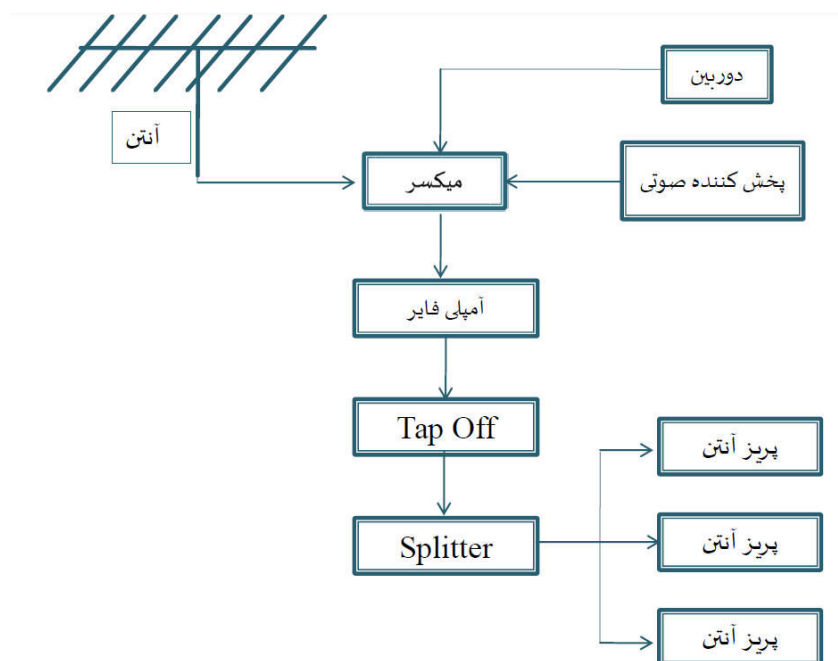 دوربین
آنتن
میکسر
پخش کننده صوتی
آمپلی فایر
Tap Off
پریز آنتن
Splitter
پریز آنتن
پریز آنتن